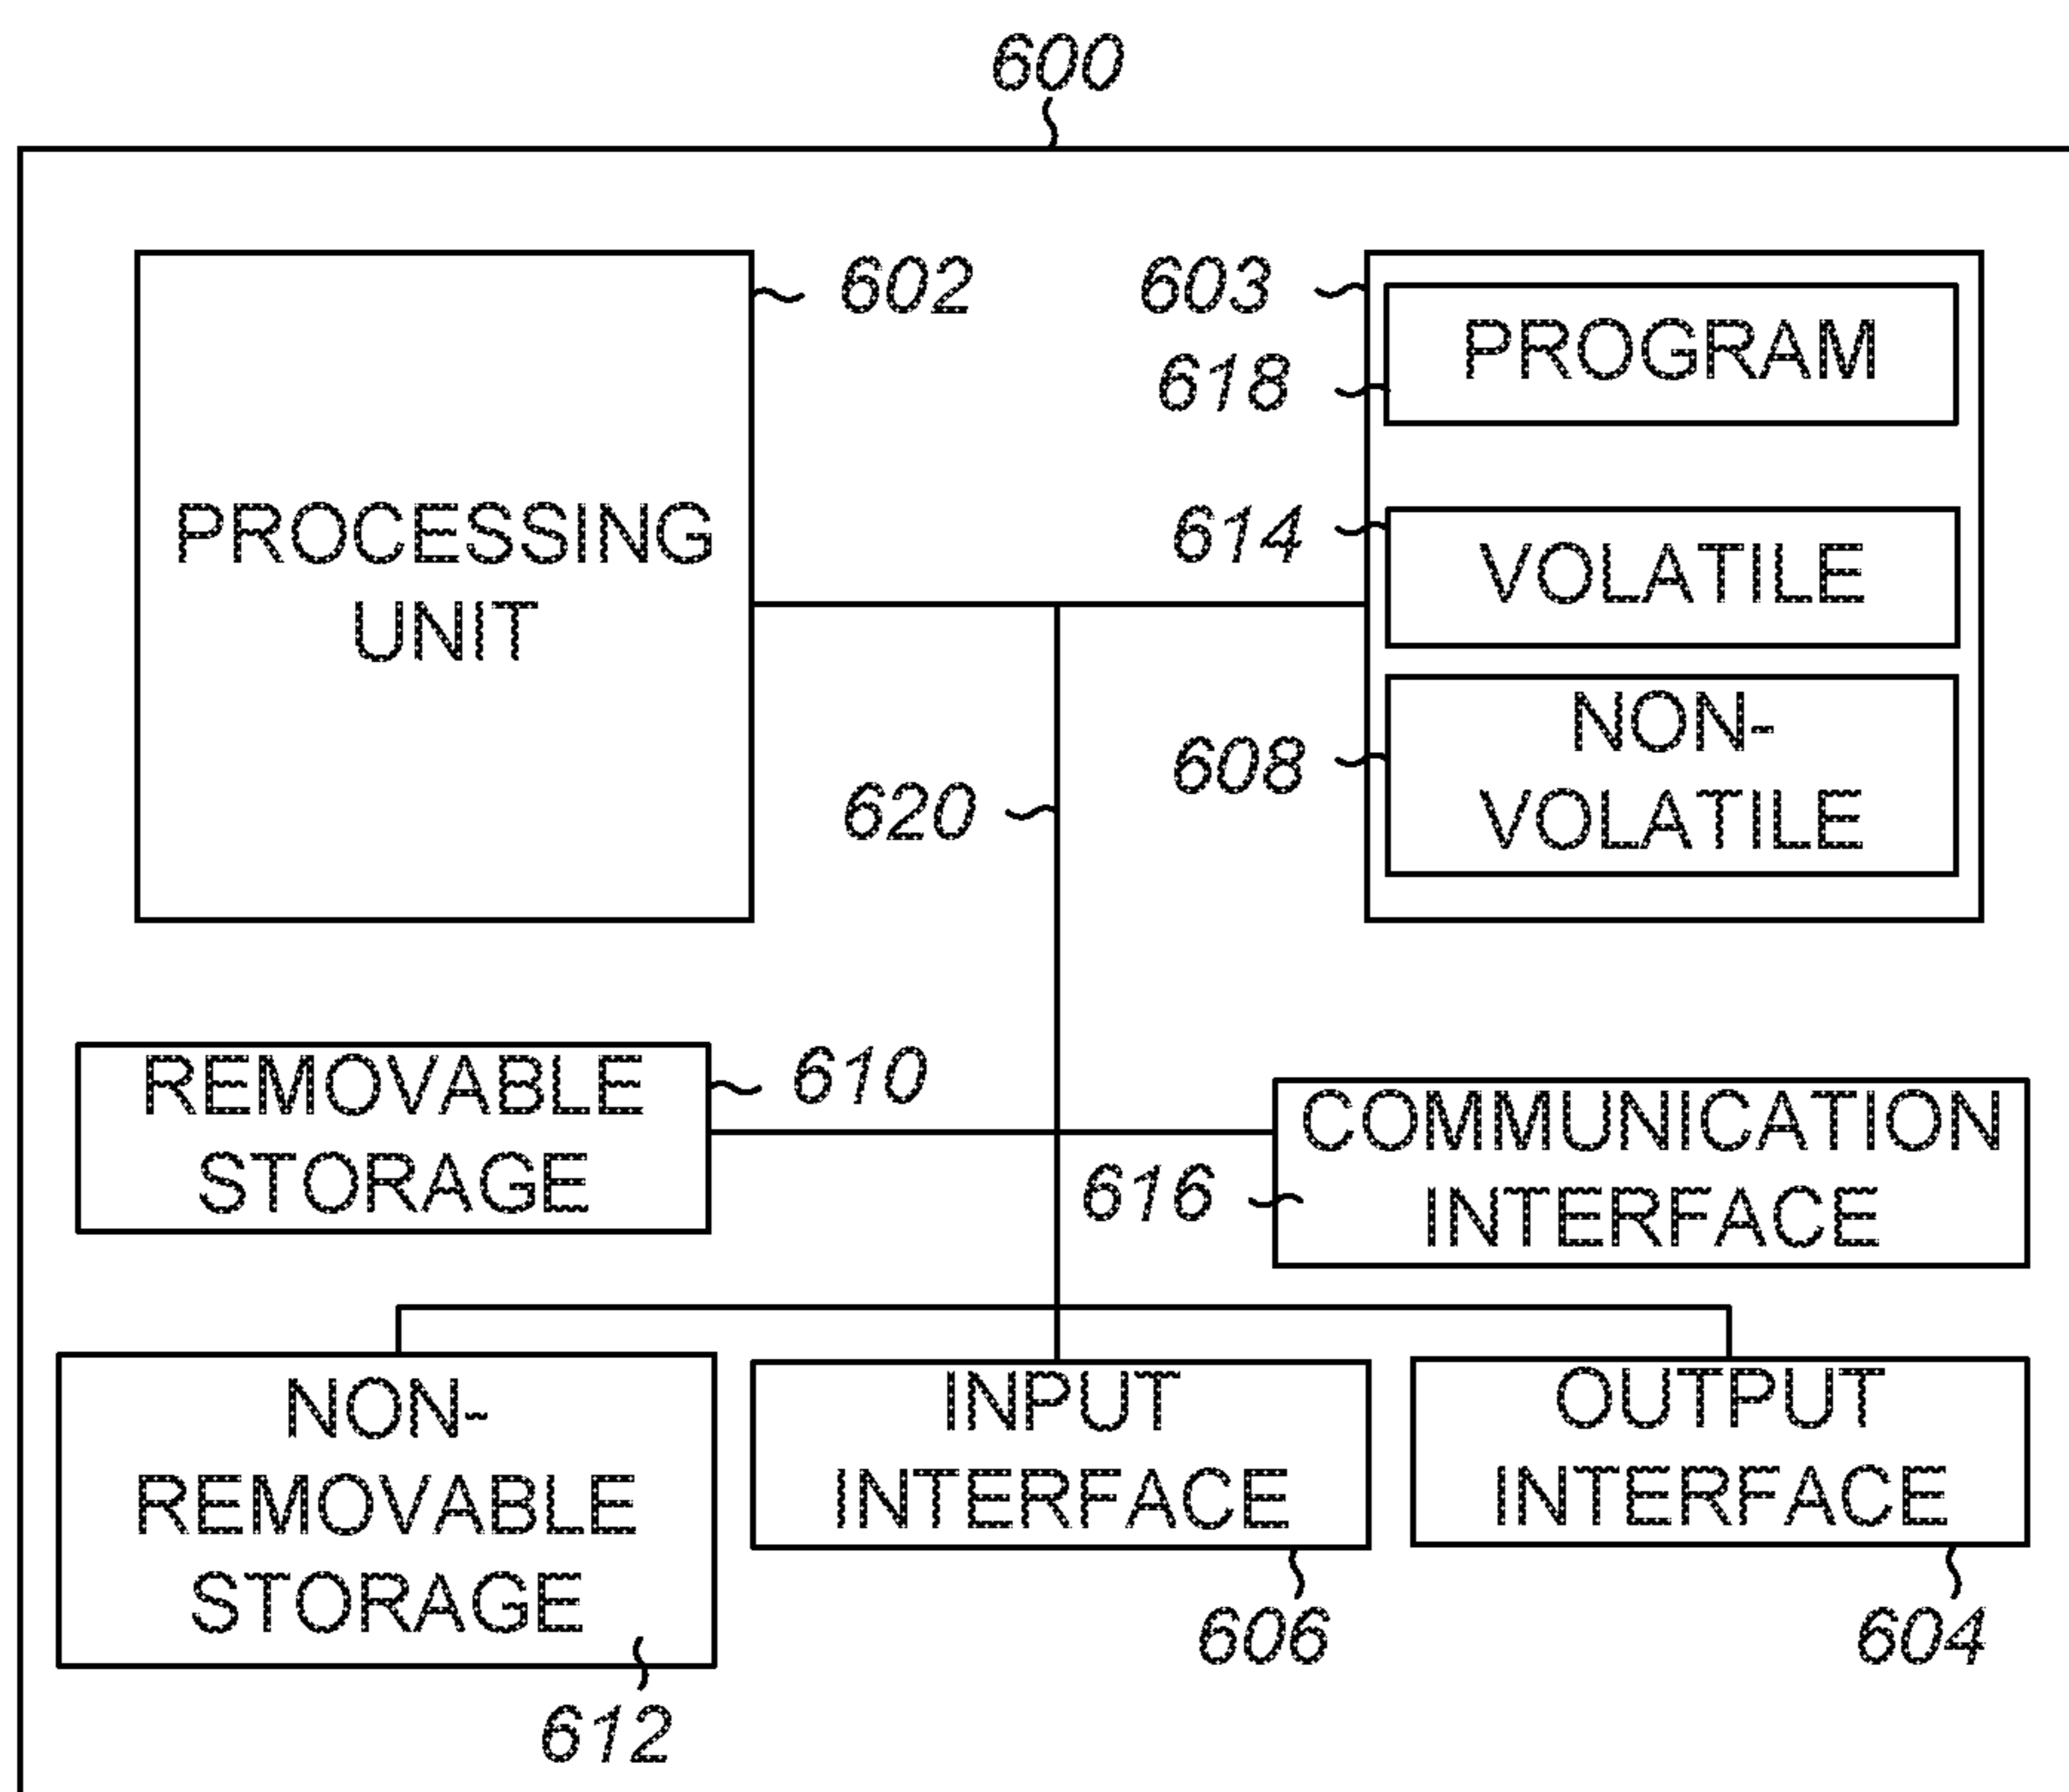 600
602
603
PROGRAM
618
PROCESSING
UNIT
614
VOLATILE
608
NON-
VOLATILE
620
REMOVABLE
STORAGE
610
COMMUNICATION
INTERFACE
616
NON-
REMOVABLE
STORAGE
612
INPUT
INTERFACE
606
OUTPUT
INTERFACE
604